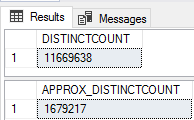 Results Messages
DISTINCTCOUNT
1 11669638
APPROX_DISTINCTCOUNT
1 1679217